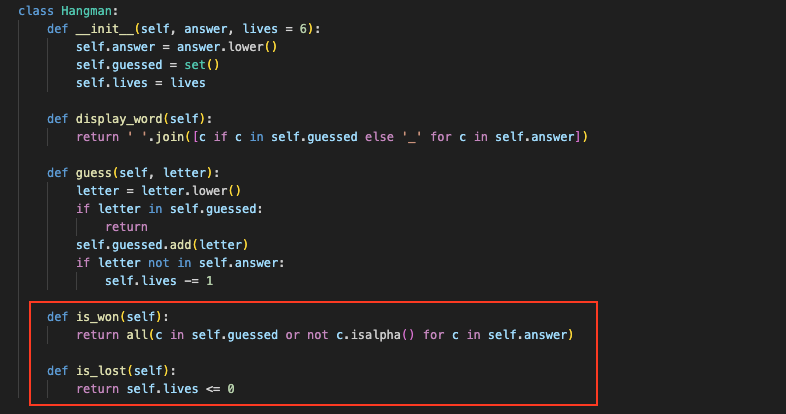 class Hangman:
    def __init__(self, answer, lives = 6):
        self.answer = answer.lower()
        self.guessed = set()
        self.lives = lives

    def display_word(self):
        return ' '.join([c if c in self.guessed else '_' for c in self.answer])

    def guess(self, letter):
        letter = letter.lower()
        if letter in self.guessed:
            return
        self.guessed.add(letter)
        if letter not in self.answer:
            self.lives -= 1

    def is_won(self):
        return all(c in self.guessed or not c.isalpha() for c in self.answer)

    def is_lost(self):
        return self.lives <= 0